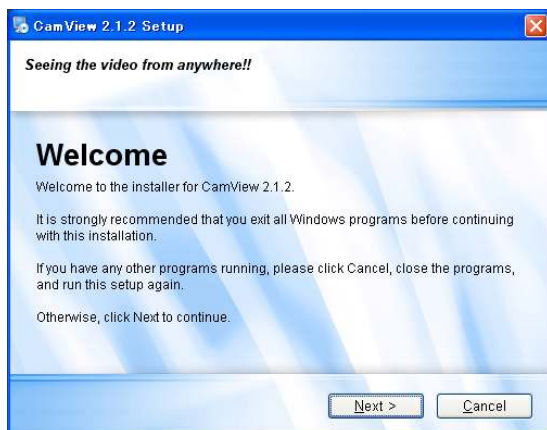 CamView 2.1.2 Setup
Seeing the video from anywhere!!
Welcome
Welcome to the installer for CamView 2.1.2.
It is strongly recommended that you exit all Windows programs before continuing
with this installation.
If you have any other programs running, please click Cancel, close the programs,
and run this setup again.
Otherwise, click Next to continue.
Next >
Cancel